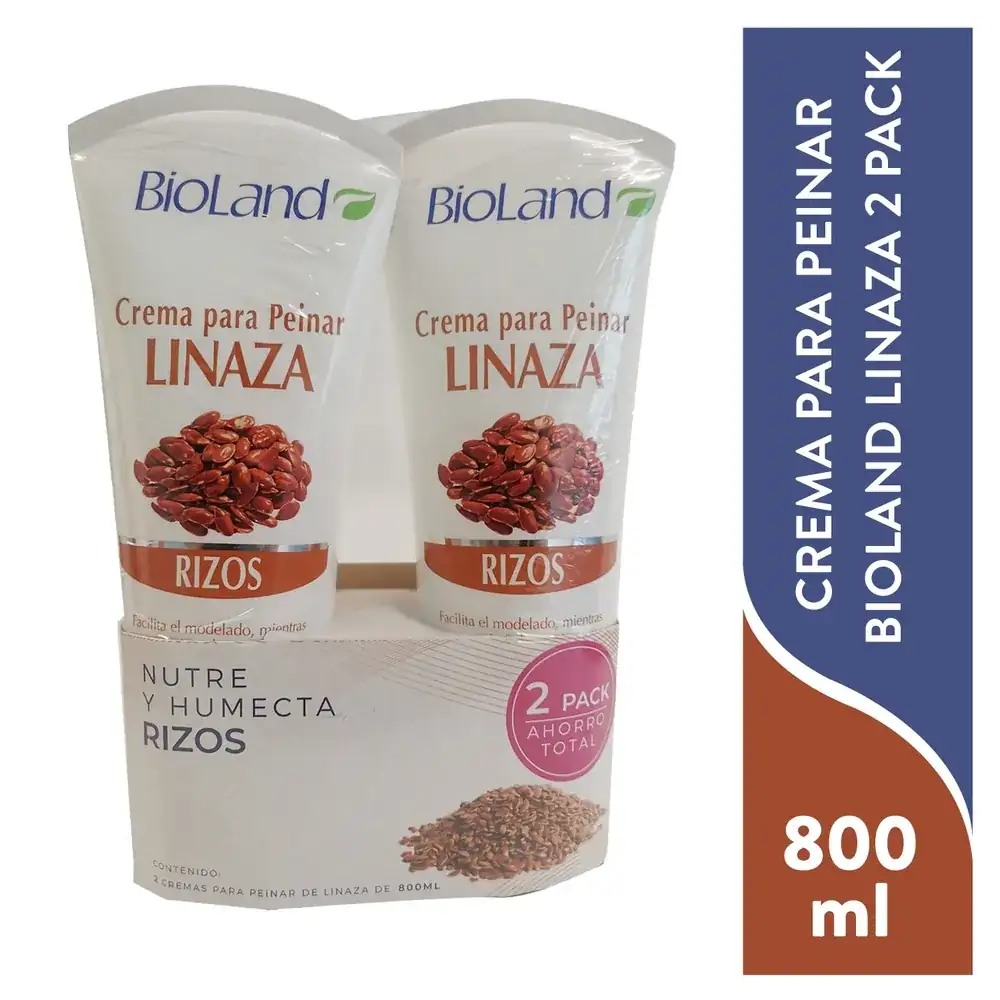 BIOLAND
Crema para Peinar
LINAZA
RIZOS
Facilita el modelado, mientras
BIOLAND
Crema para Peinar
LINAZA
RIZOS
Facilita el modelado, mientras
NUTRE
Y HUMECTA
RIZOS
2 PACK
AHORRO
TOTAL
CONTENIDO:
2 CREMAS PARA PEINAR DE LINAZA DE 800ML
CREMA PARA PEINAR
BIOLAND LINAZA 2 PACK
800
ml